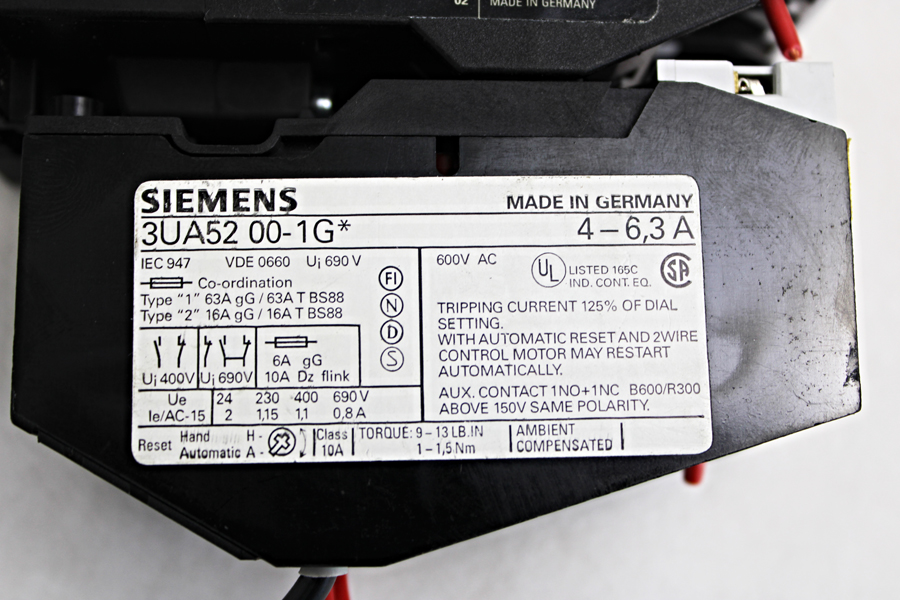 02 MADE IN GERMANY
SIEMENS MADE IN GERMANY
3UA52 00-1G* 4 – 6,3 A
IEC 947 VDE 0660 Ui 690 V
Co-ordination
Type "1" 63A gG / 63A T BS88
Type "2" 16A gG / 16A T BS88
FI
N
D
S
6A gG
Ui 400V Ui 690V 10A Dz flink
Ue 24 230 400 690 V
Ie/AC-15 2 1,15 1,1 0,8 A
600V AC UL LISTED 165C SA
IND. CONT. EQ.
TRIPPING CURRENT 125% OF DIAL
SETTING.
WITH AUTOMATIC RESET AND 2WIRE
CONTROL MOTOR MAY RESTART
AUTOMATICALLY.
AUX. CONTACT 1NO+1NC B600/R300
ABOVE 150V SAME POLARITY.
Reset Hand H- Class TORQUE: 9 – 13 LB.IN AMBIENT
Automatic A- 10A 1 – 1,5 Nm COMPENSATED